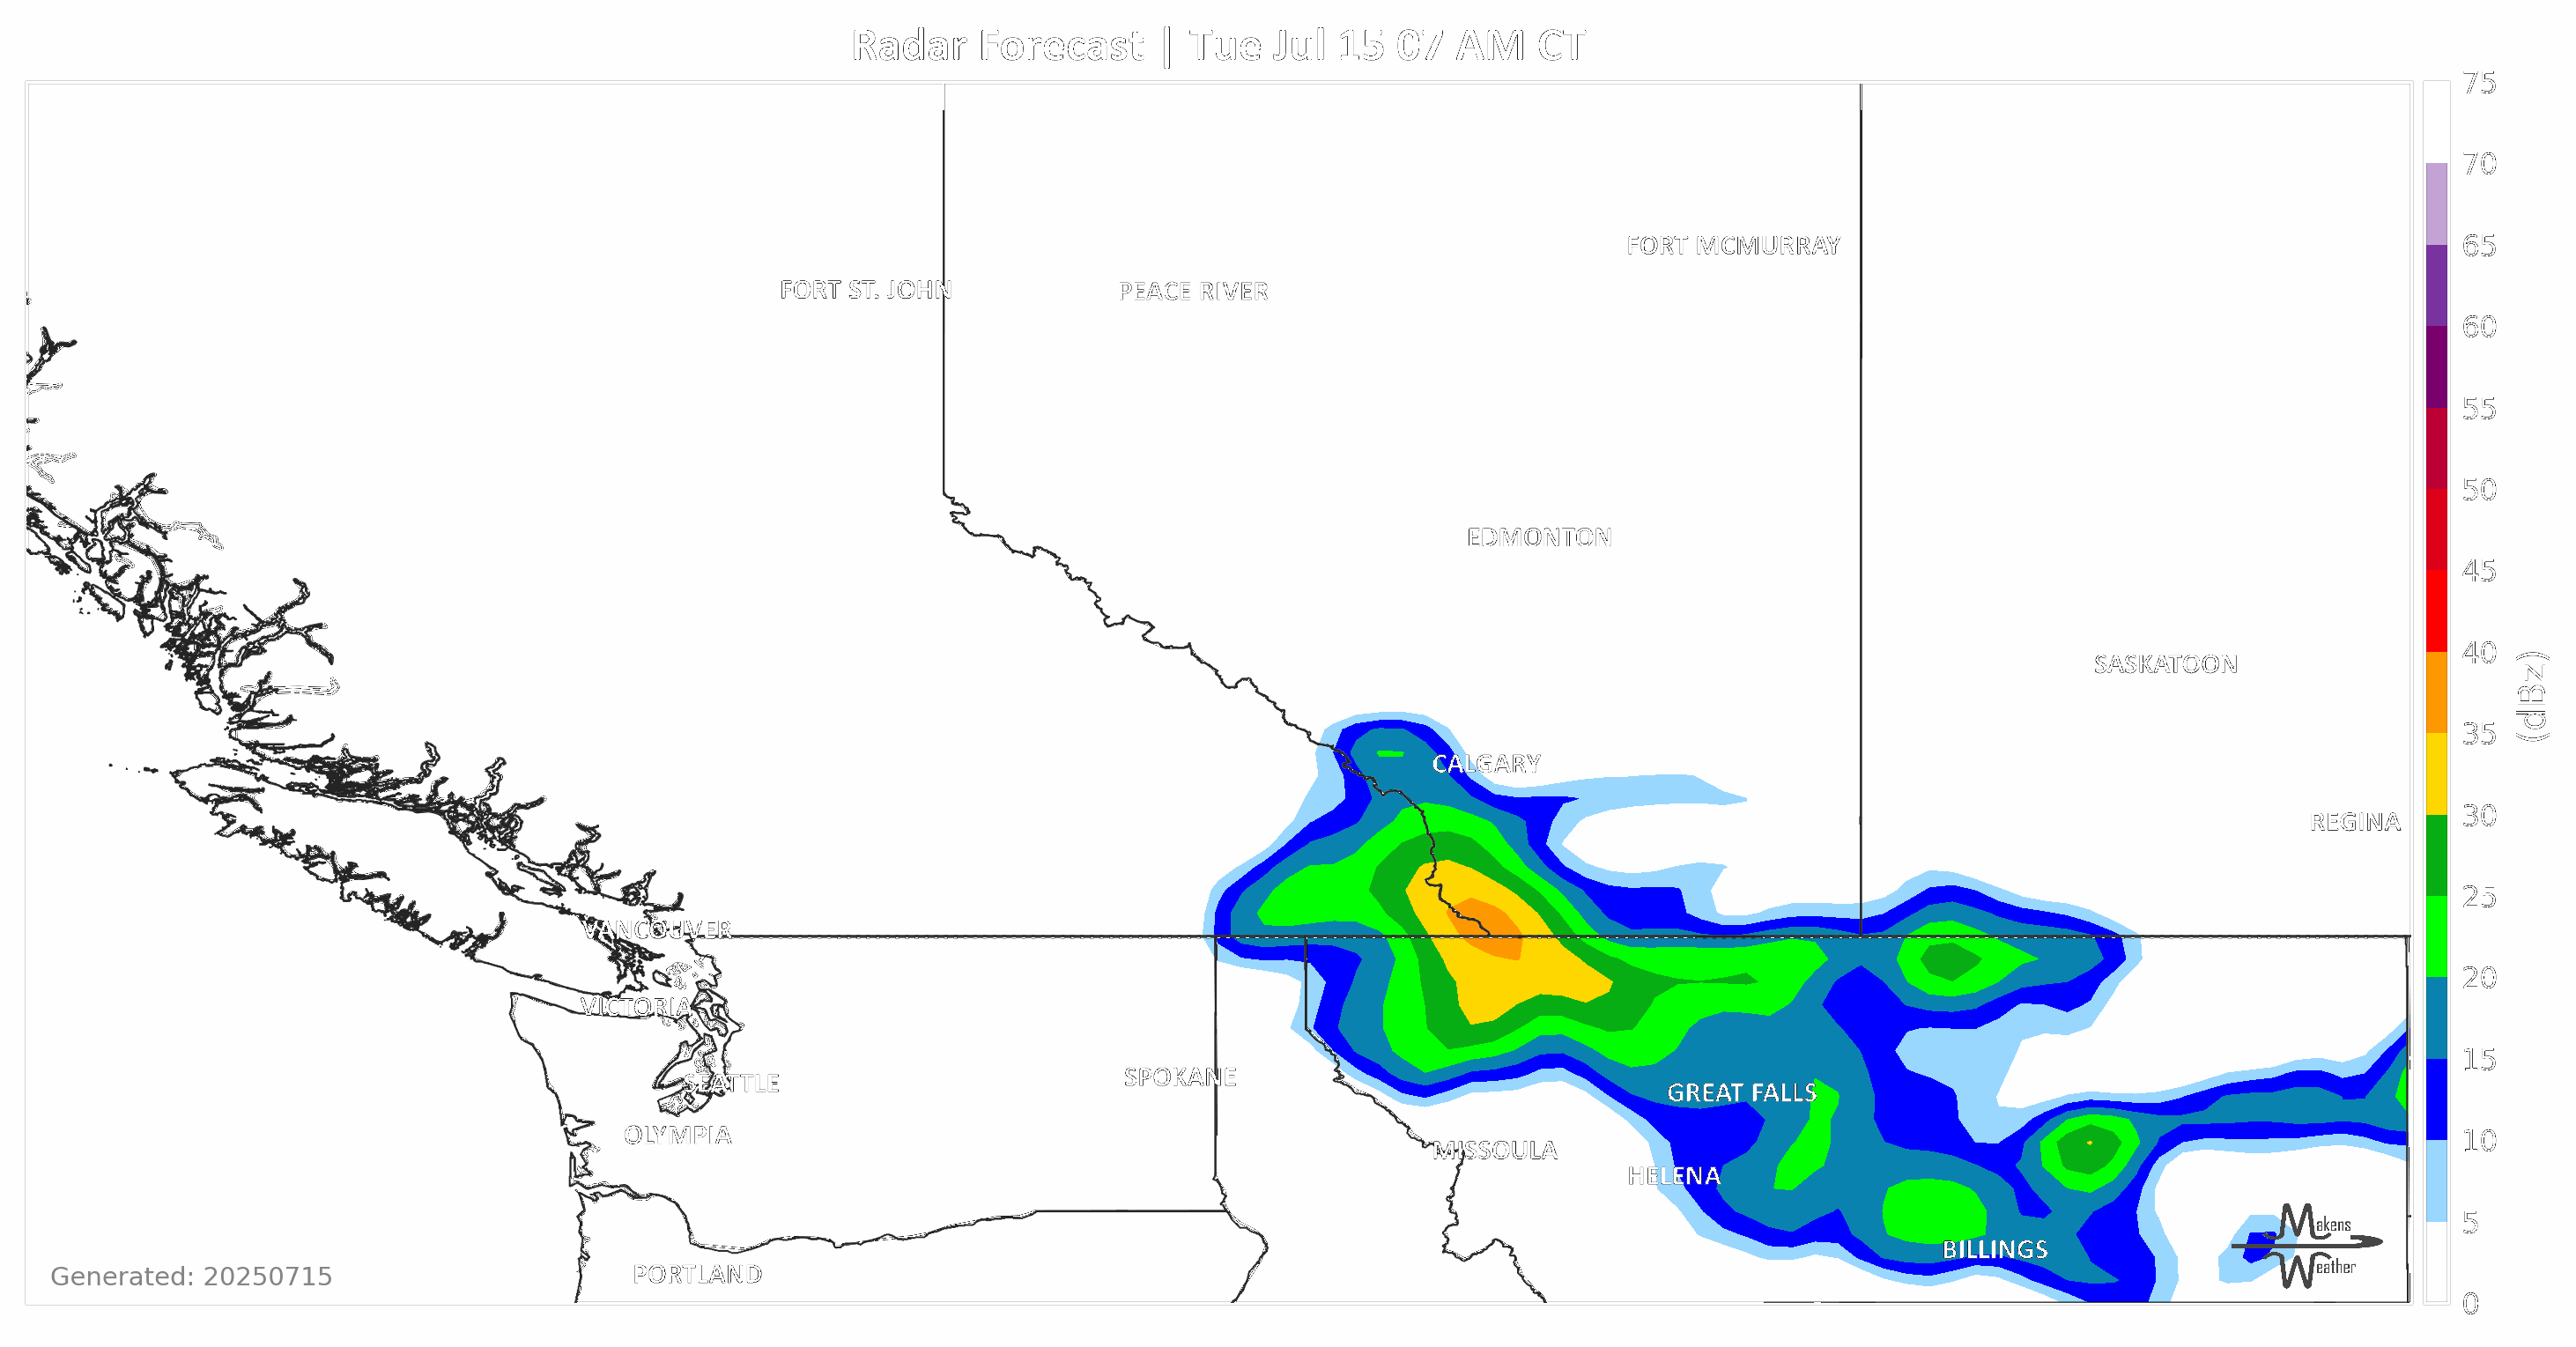 Radar Forecast | Tue Jul 15 07 AM CT
75
70
65
60
55
50
45
40
35
30
25
20
15
10
5
0
(dBz)
FORT MCMURRAY
FORT ST. JOHN
PEACE RIVER
EDMONTON
SASKATOON
CALGARY
REGINA
VANCOUVER
VICTORIA
SEATTLE
SPOKANE
GREAT FALLS
OLYMPIA
MISSOULA
HELENA
BILLINGS
PORTLAND
Makens
Weather
Generated: 20250715